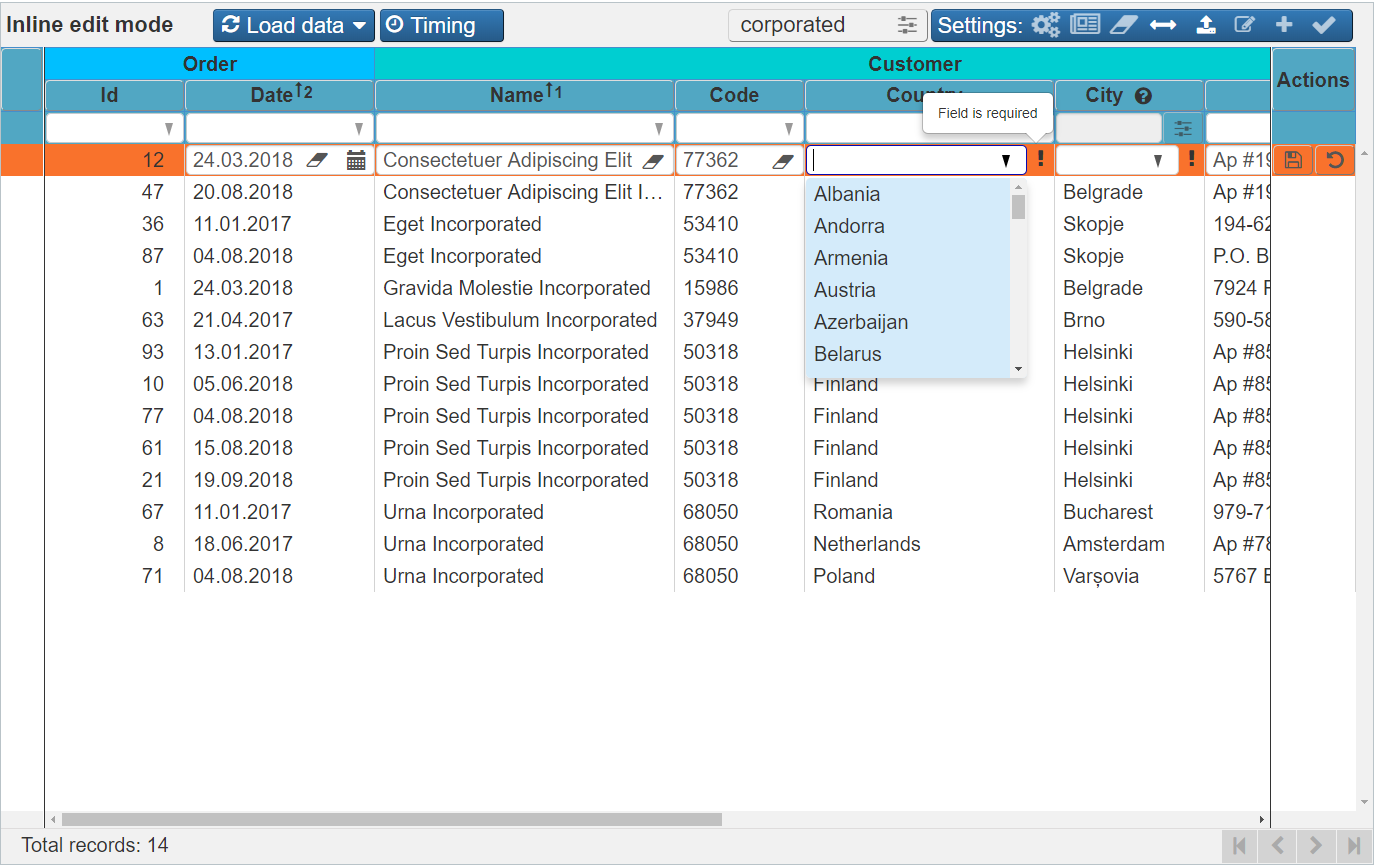 Inline edit mode Load data Timing corporated Settings:
Order Customer Actions
Id Date 2 Name 1 Code City
Field is required
12 24.03.2018 Consectetuer Adipiscing Elit 77362 ! ! Ap #19
47 20.08.2018 Consectetuer Adipiscing Elit I... 77362 Belgrade Ap #19
36 11.01.2017 Eget Incorporated 53410 Skopje 194-62
87 04.08.2018 Eget Incorporated 53410 Skopje P.O. B
1 24.03.2018 Gravida Molestie Incorporated 15986 Belgrade 7924
63 21.04.2017 Lacus Vestibulum Incorporated 37949 Brno 590-58
93 13.01.2017 Proin Sed Turpis Incorporated 50318 Helsinki Ap #85
Albania
Andorra
Armenia
Austria
Azerbaijan
Belarus
10 05.06.2018 Proin Sed Turpis Incorporated 50318 Finland Helsinki Ap #85
77 04.08.2018 Proin Sed Turpis Incorporated 50318 Finland Helsinki Ap #85
61 15.08.2018 Proin Sed Turpis Incorporated 50318 Finland Helsinki Ap #85
21 19.09.2018 Proin Sed Turpis Incorporated 50318 Finland Helsinki Ap #85
67 11.01.2017 Urna Incorporated 68050 Romania Bucharest 979-71
8 18.06.2017 Urna Incorporated 68050 Netherlands Amsterdam Ap #78
71 04.08.2018 Urna Incorporated 68050 Poland Varșovia 5767
Total records: 14